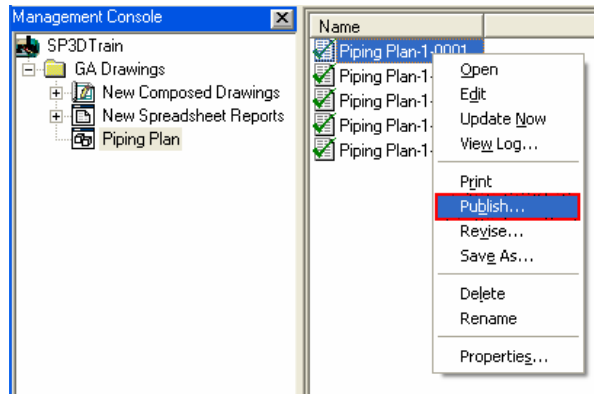 Management Console
SP3DTrain
GA Drawings
New Composed Drawings
New Spreadsheet Reports
Piping Plan
Name
Piping Plan-1-0001
Piping Plan-1-
Piping Plan-1-
Piping Plan-1-
Piping Plan-1-
Open
Edit
Update Now
View Log...
Print
Publish...
Revise...
Save As...
Delete
Rename
Properties...